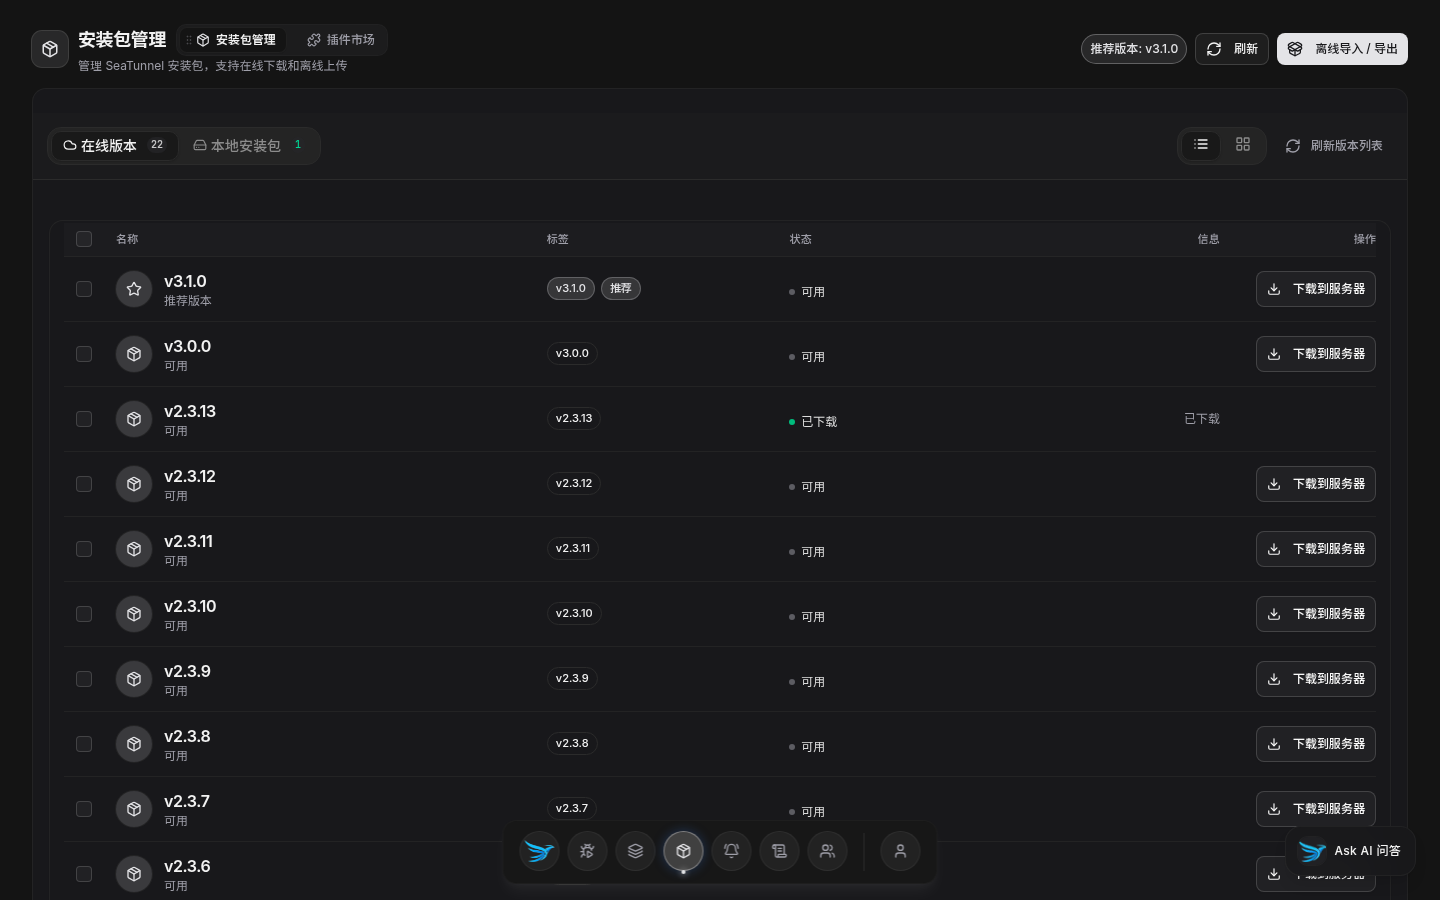 安装包管理
安装包管理
插件市场
管理 SeaTunnel 安装包，支持在线下载和离线上传
推荐版本: v3.1.0
刷新
离线导入 / 导出
在线版本 22
本地安装包 1
刷新版本列表
名称 标签 状态 信息 操作
v3.1.0
推荐版本
v3.1.0 推荐
可用
下载到服务器
v3.0.0
可用
v3.0.0
可用
下载到服务器
v2.3.13
可用
v2.3.13
已下载
已下载
v2.3.12
可用
v2.3.12
可用
下载到服务器
v2.3.11
可用
v2.3.11
可用
下载到服务器
v2.3.10
可用
v2.3.10
可用
下载到服务器
v2.3.9
可用
v2.3.9
可用
下载到服务器
v2.3.8
可用
v2.3.8
可用
下载到服务器
v2.3.7
可用
v2.3.7
可用
下载到服务器
v2.3.6
可用
Ask AI 问答